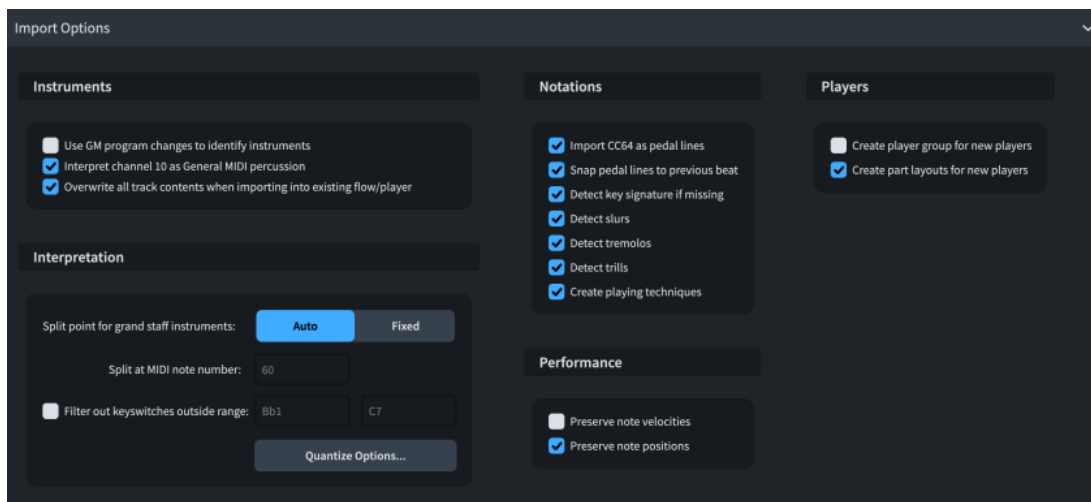 Import Options
Instruments
Use GM program changes to identify instruments
Interpret channel 10 as General MIDI percussion
Overwrite all track contents when importing into existing flow/player
Interpretation
Split point for grand staff instruments: Auto Fixed
Split at MIDI note number: 60
Filter out keyswitches outside range: Bb1 C7
Quantize Options...
Notations
Import CC64 as pedal lines
Snap pedal lines to previous beat
Detect key signature if missing
Detect slurs
Detect tremolos
Detect trills
Create playing techniques
Performance
Preserve note velocities
Preserve note positions
Players
Create player group for new players
Create part layouts for new players